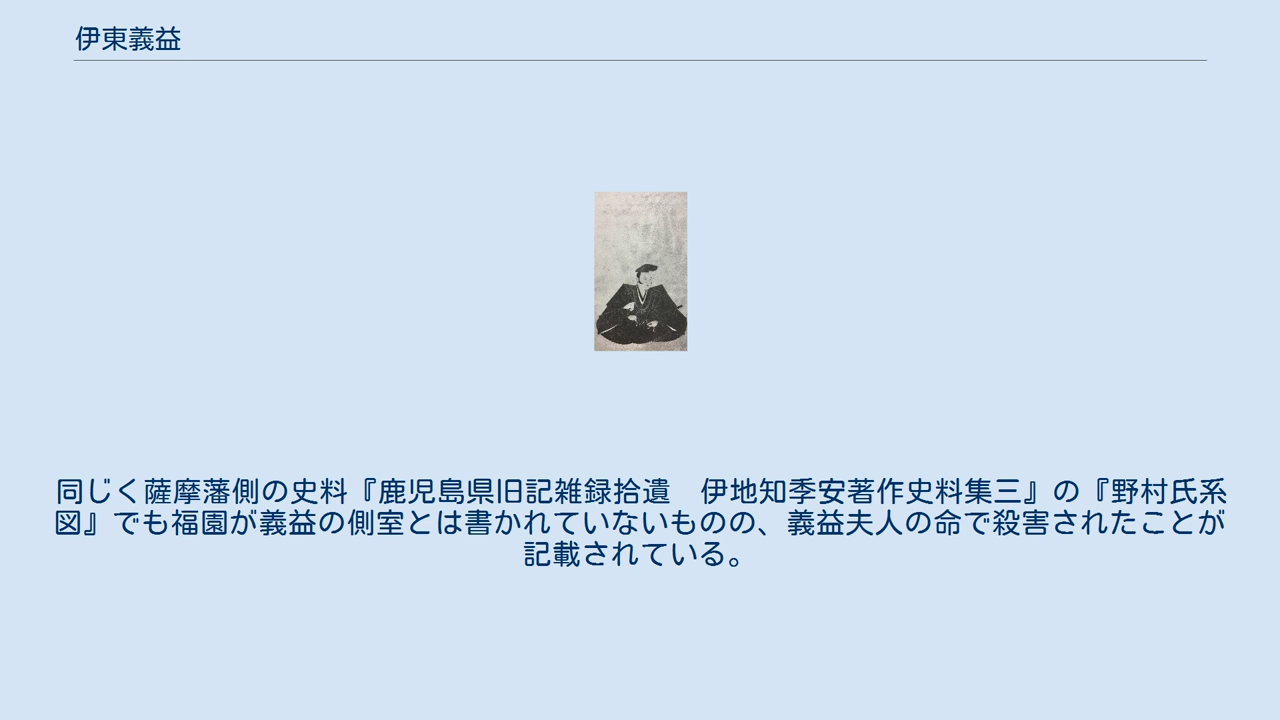 伊東義益
同じく薩摩藩側の史料『鹿児島県旧記雑録拾遺　伊地知季安著作史料集三』の『野村氏系
図』でも福園が義益の側室とは書かれていないものの、義益夫人の命で殺害されたことが
記載されている。